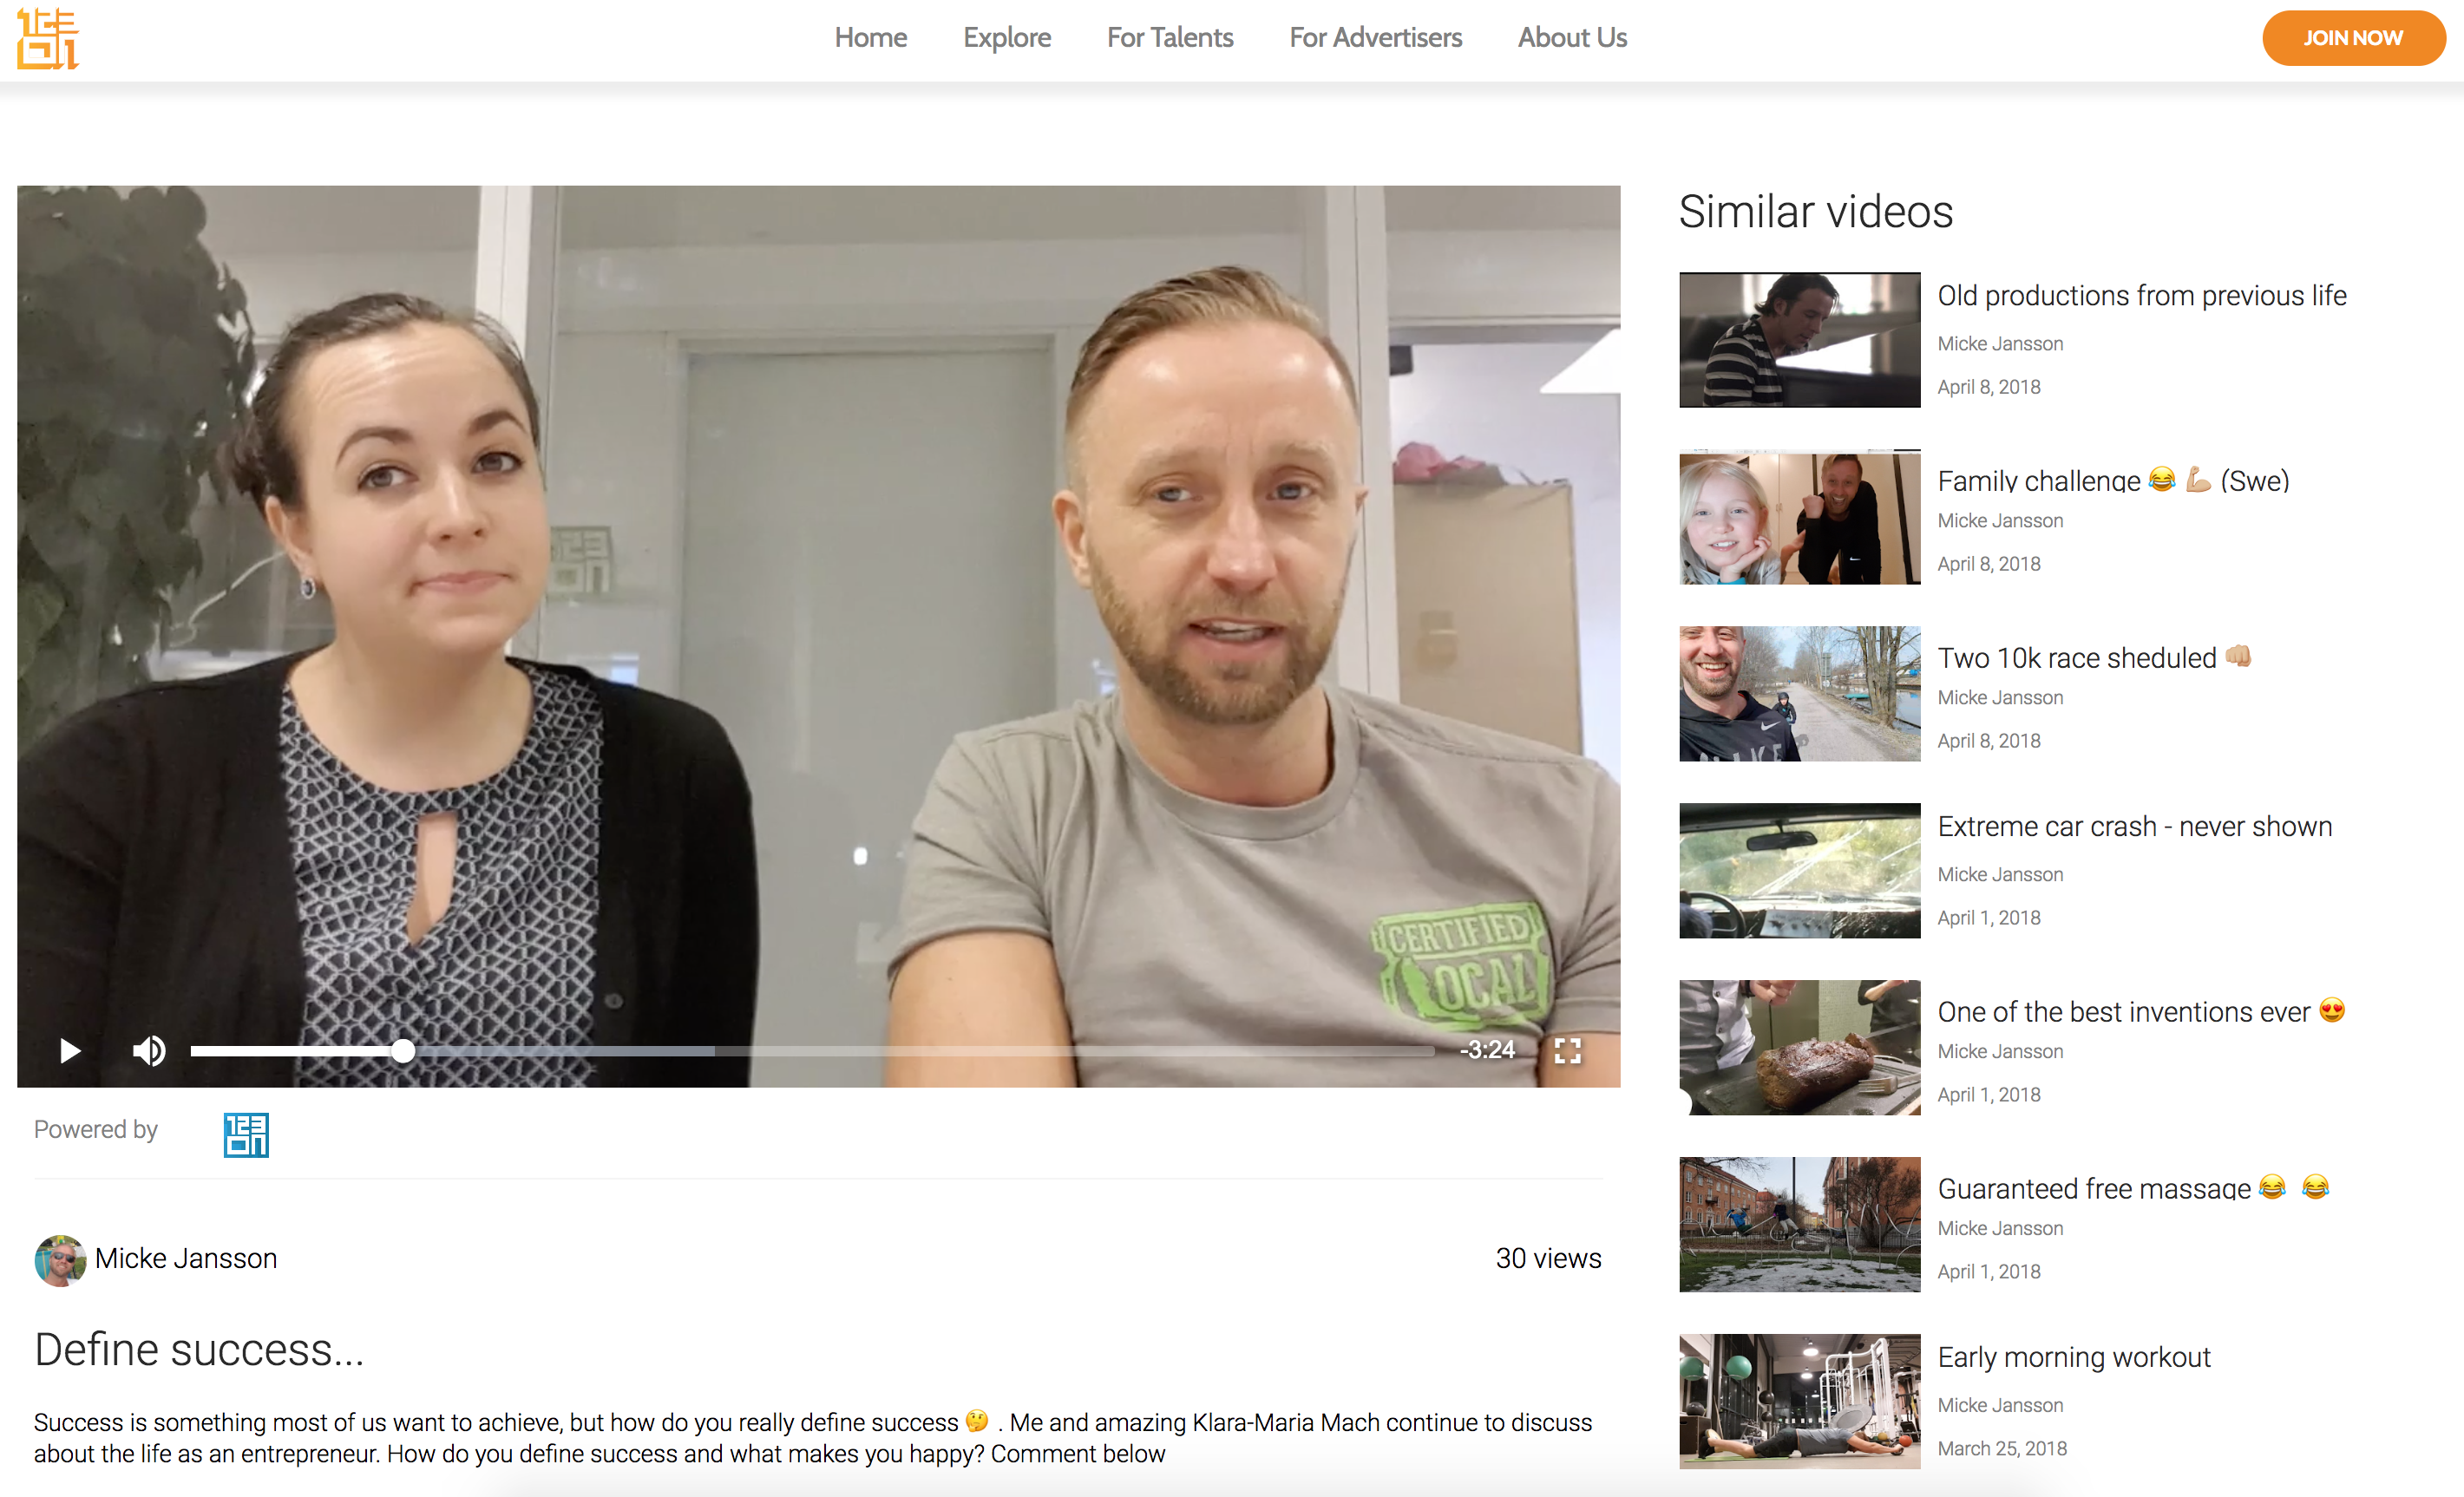 Home Explore For Talents For Advertisers About Us JOIN NOW
123
ON
CERTIFIED
LOCAL
-3:24
Powered by
123
ON
Micke Jansson 30 views
Define success...
Success is something most of us want to achieve, but how do you really define success 🤔 . Me and amazing Klara-Maria Mach continue to discuss
about the life as an entrepreneur. How do you define success and what makes you happy? Comment below
Similar videos
Old productions from previous life
Micke Jansson
April 8, 2018
Family challenge 😂 💪🏼 (Swe)
Micke Jansson
April 8, 2018
Two 10k race sheduled 👊🏼
Micke Jansson
April 8, 2018
Extreme car crash - never shown
Micke Jansson
April 1, 2018
One of the best inventions ever 😍
Micke Jansson
April 1, 2018
Guaranteed free massage 😂 😂
Micke Jansson
April 1, 2018
Early morning workout
Micke Jansson
March 25, 2018